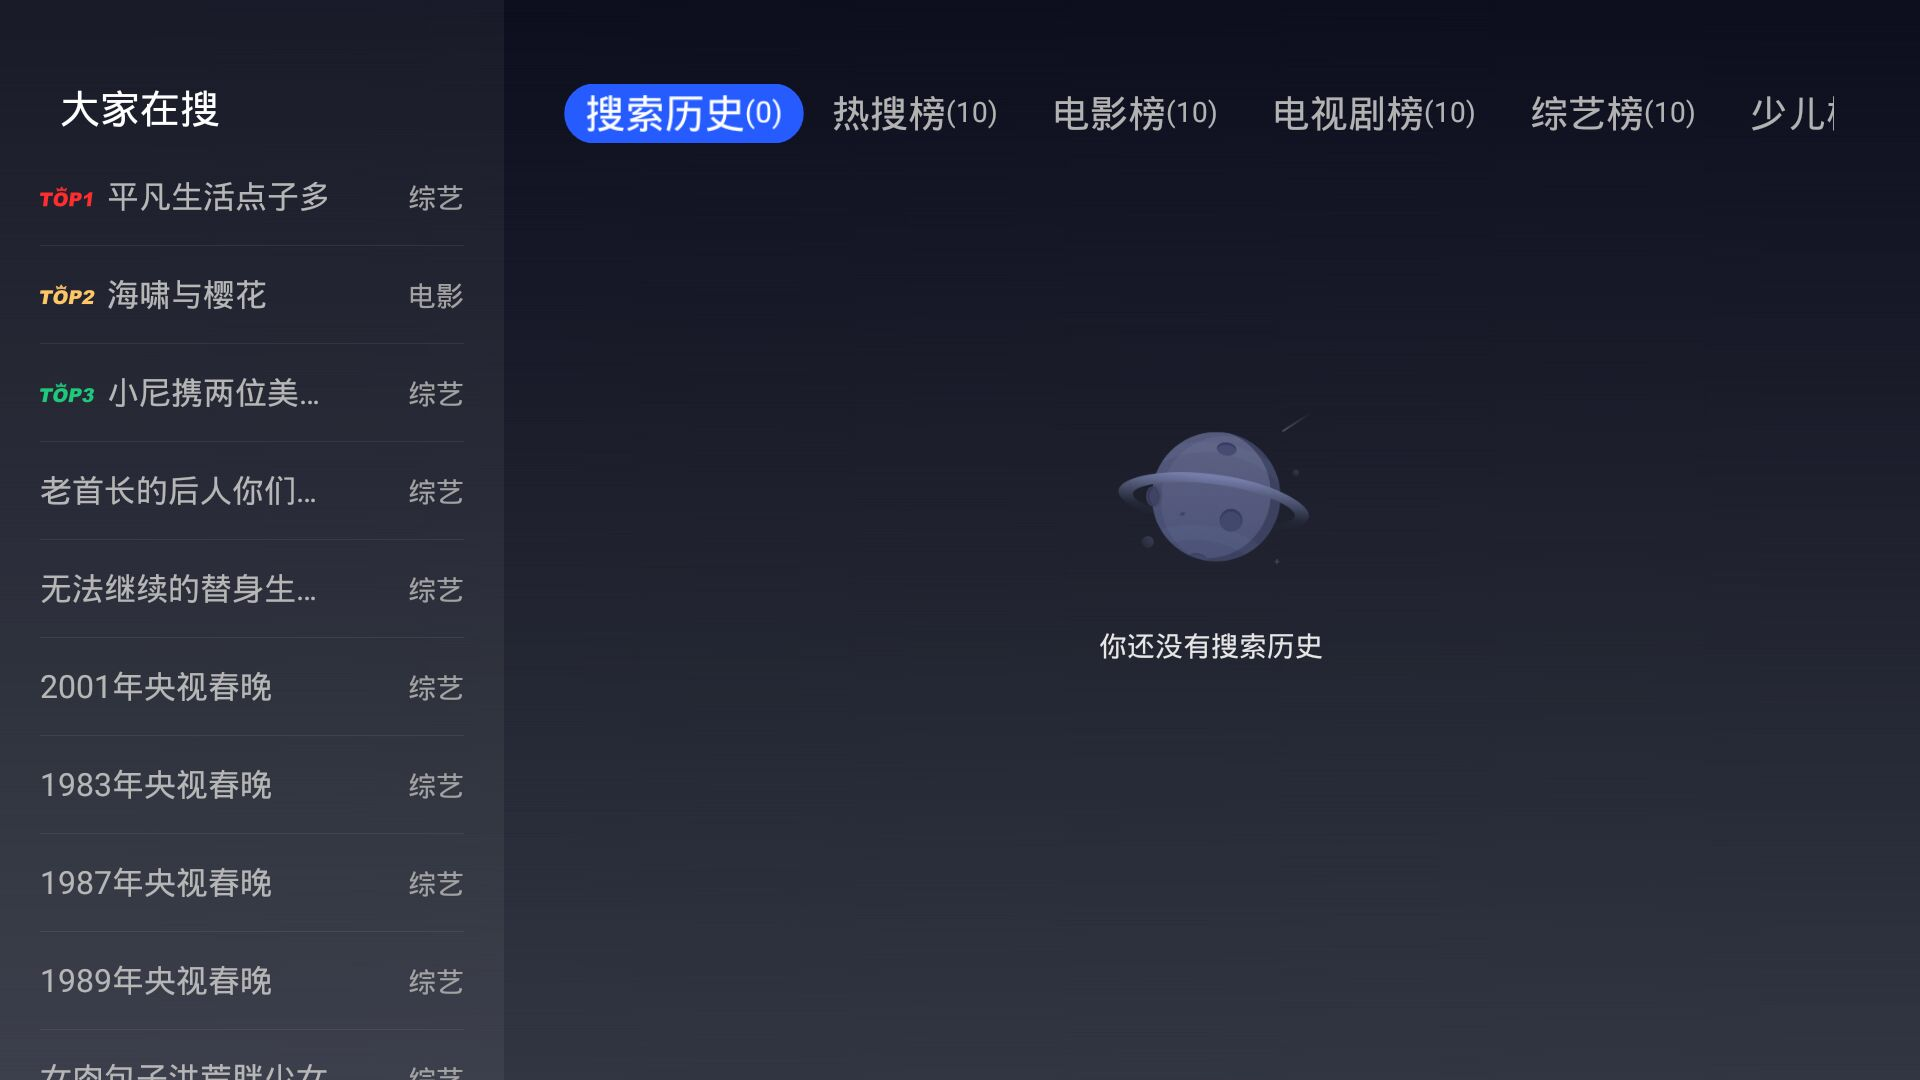 大家在搜
TOP1 平凡生活点子多 综艺
TOP2 海啸与樱花 电影
TOP3 小尼携两位美... 综艺
老首长的后人你们... 综艺
无法继续的替身生... 综艺
2001年央视春晚 综艺
1983年央视春晚 综艺
1987年央视春晚 综艺
1989年央视春晚 综艺
综艺
搜索历史(0) 热搜榜(10) 电影榜(10) 电视剧榜(10) 综艺榜(10) 少儿
你还没有搜索历史